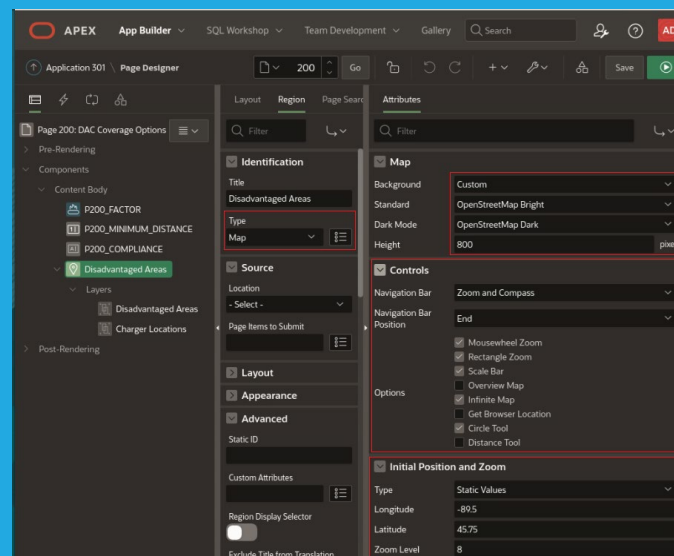 APEX App Builder SQL Workshop Team Development Gallery Search
Application 301 \ Page Designer 200 Go Save
Layout Region Page Attributes
Page 200: DAC Coverage Options Filter Filter
Pre-Rendering
Components
Content Body
P200_FACTOR
P200_MINIMUM_DISTANCE
P200_COMPLIANCE
Disadvantaged Areas
Layers
Disadvantaged Areas
Charger Locations
Post-Rendering
Identification
Title
Disadvantaged Areas
Type
Map
Source
Location
- Select -
Page Items to Submit
Layout
Appearance
Advanced
Static ID
Custom Attributes
Region Display Selector
Exclude Title from Translation
Map
Background Custom
Standard OpenStreetMap Bright
Dark Mode OpenStreetMap Dark
Height 800
Controls
Navigation Bar Zoom and Compass
Navigation Bar Position End
Options
Mousewheel Zoom
Rectangle Zoom
Scale Bar
Overview Map
Infinite Map
Get Browser Location
Circle Tool
Distance Tool
Initial Position and Zoom
Type Static Values
Longitude -89.5
Latitude 45.75
Zoom Level 8